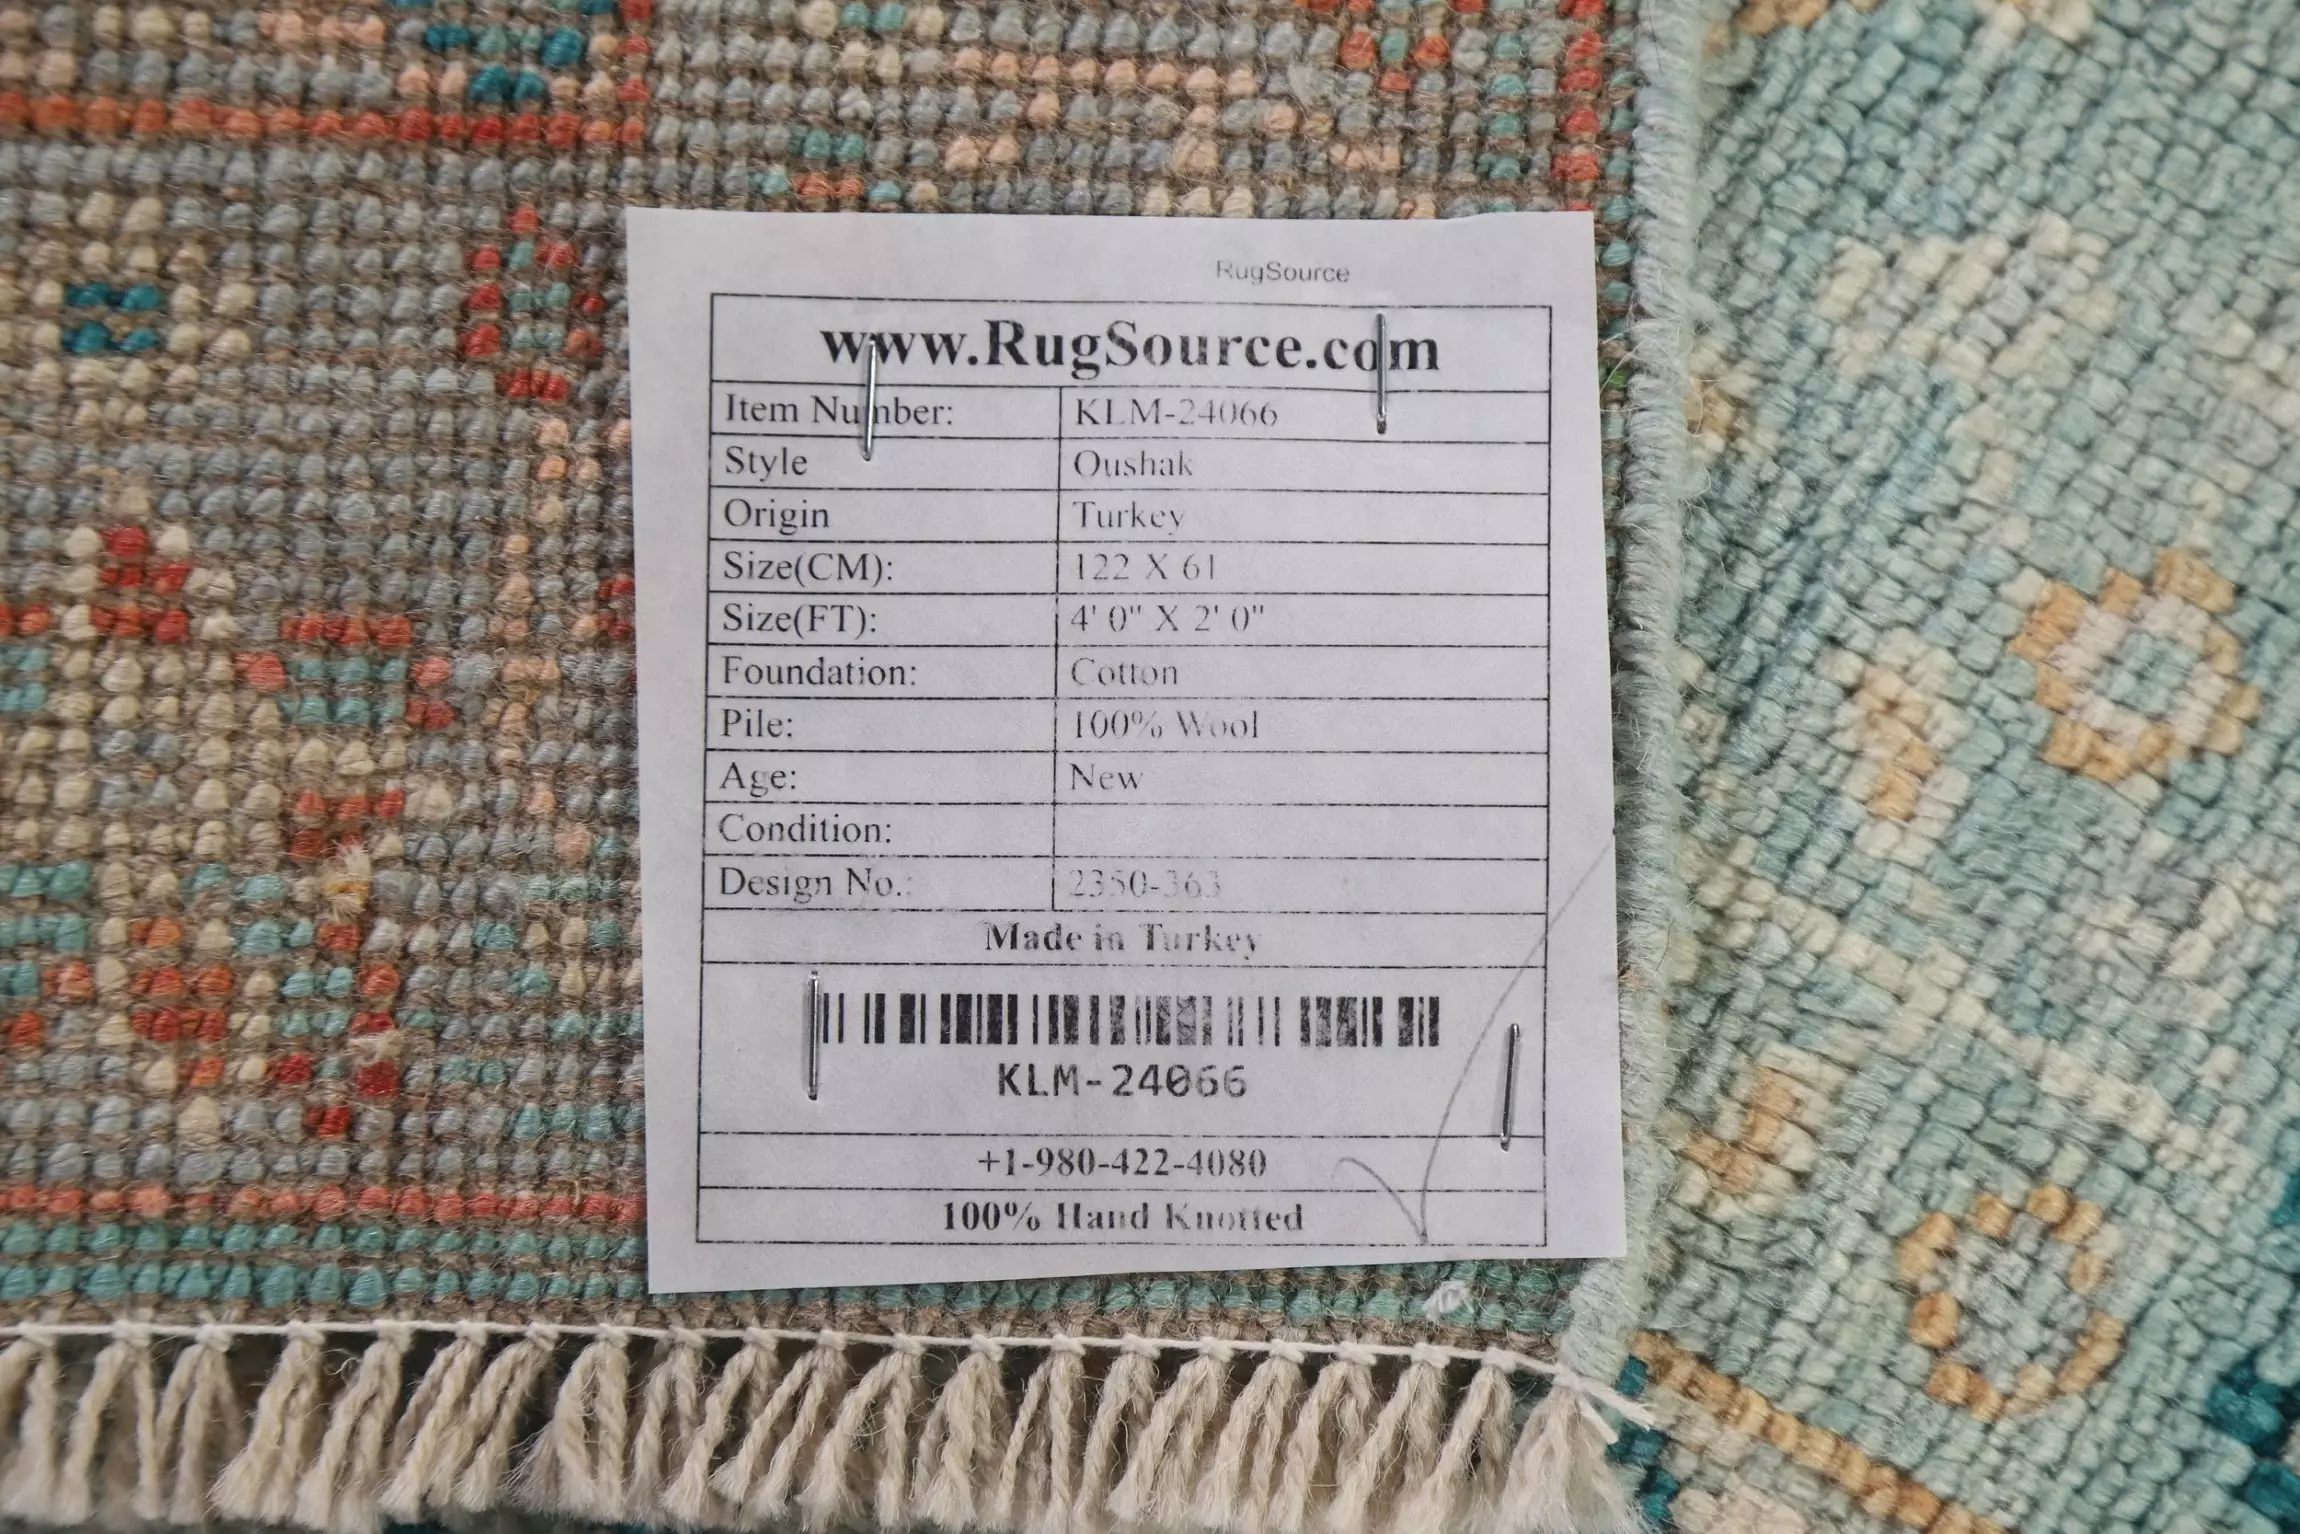 RugSource
www.RugSource.com
Item Number: KLM-24066
Style Oushak
Origin Turkey
Size(CM): 122 X 61
Size(FT): 4' 0" X 2' 0"
Foundation: Cotton
Pile: 100% Wool
Age: New
Condition:
Design No.: 2350-363
Made in Turkey
KLM-24066
+1-980-422-4080
100% Hand Knotted